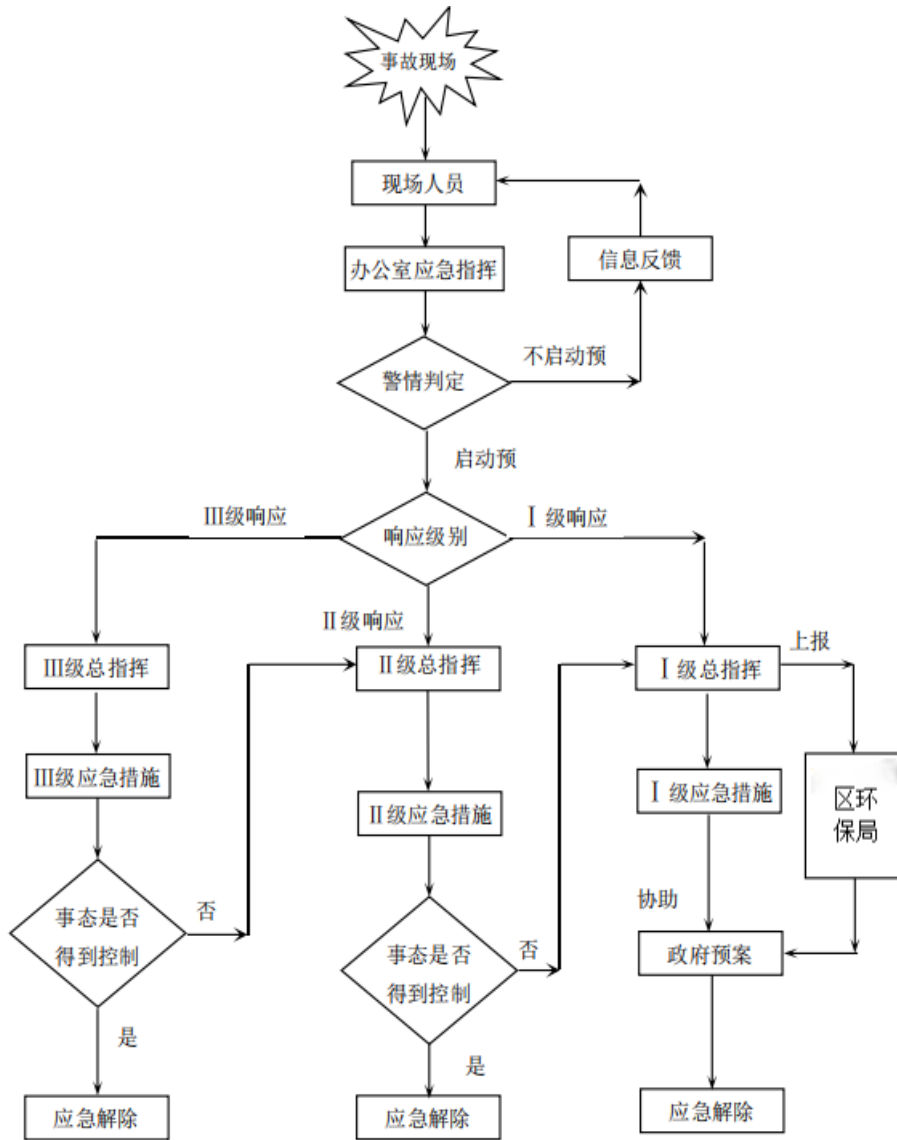 事故现场
现场人员
办公室应急指挥
信息反馈
不启动预
警情判定
启动预
Ⅲ级响应
响应级别
Ⅰ级响应
Ⅱ级响应
Ⅲ级总指挥
Ⅱ级总指挥
Ⅰ级总指挥
上报
Ⅲ级应急措施
Ⅱ级应急措施
Ⅰ级应急措施
区环
保局
事态是否
得到控制
否
事态是否
得到控制
否
协助
政府预案
是
是
应急解除
应急解除
应急解除